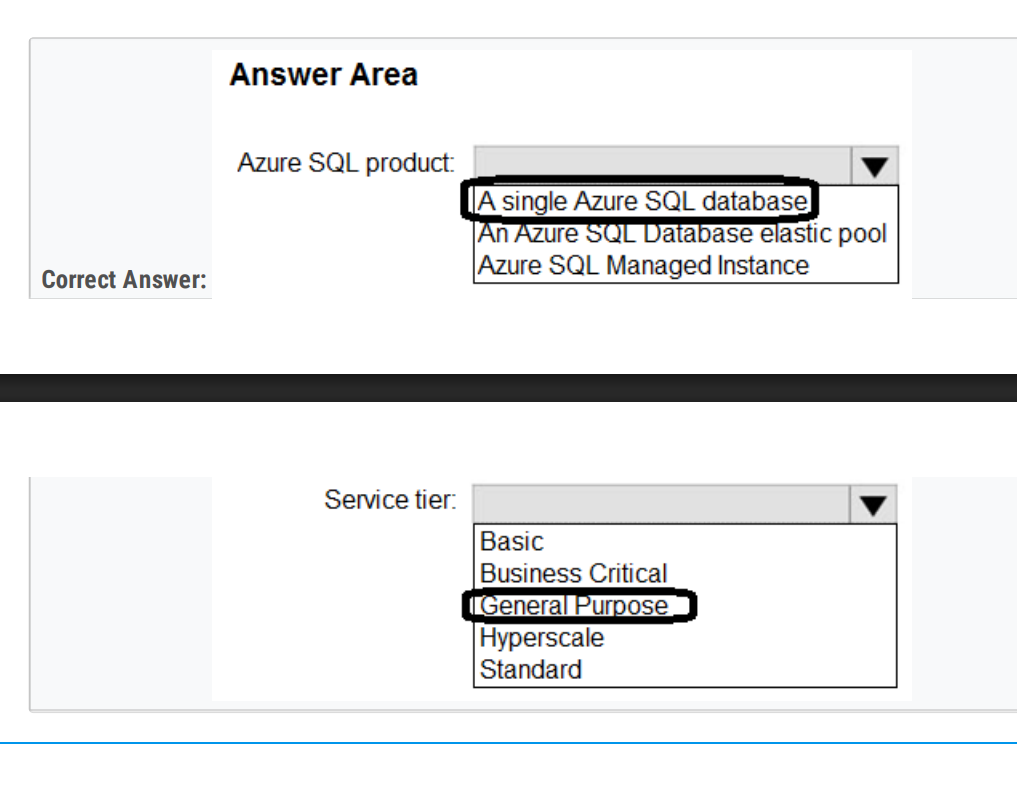 Answer Area
Azure SQL product:
A single Azure SQL database
An Azure SQL Database elastic pool
Azure SQL Managed Instance
Correct Answer:
Service tier:
Basic
Business Critical
General Purpose
Hyperscale
Standard